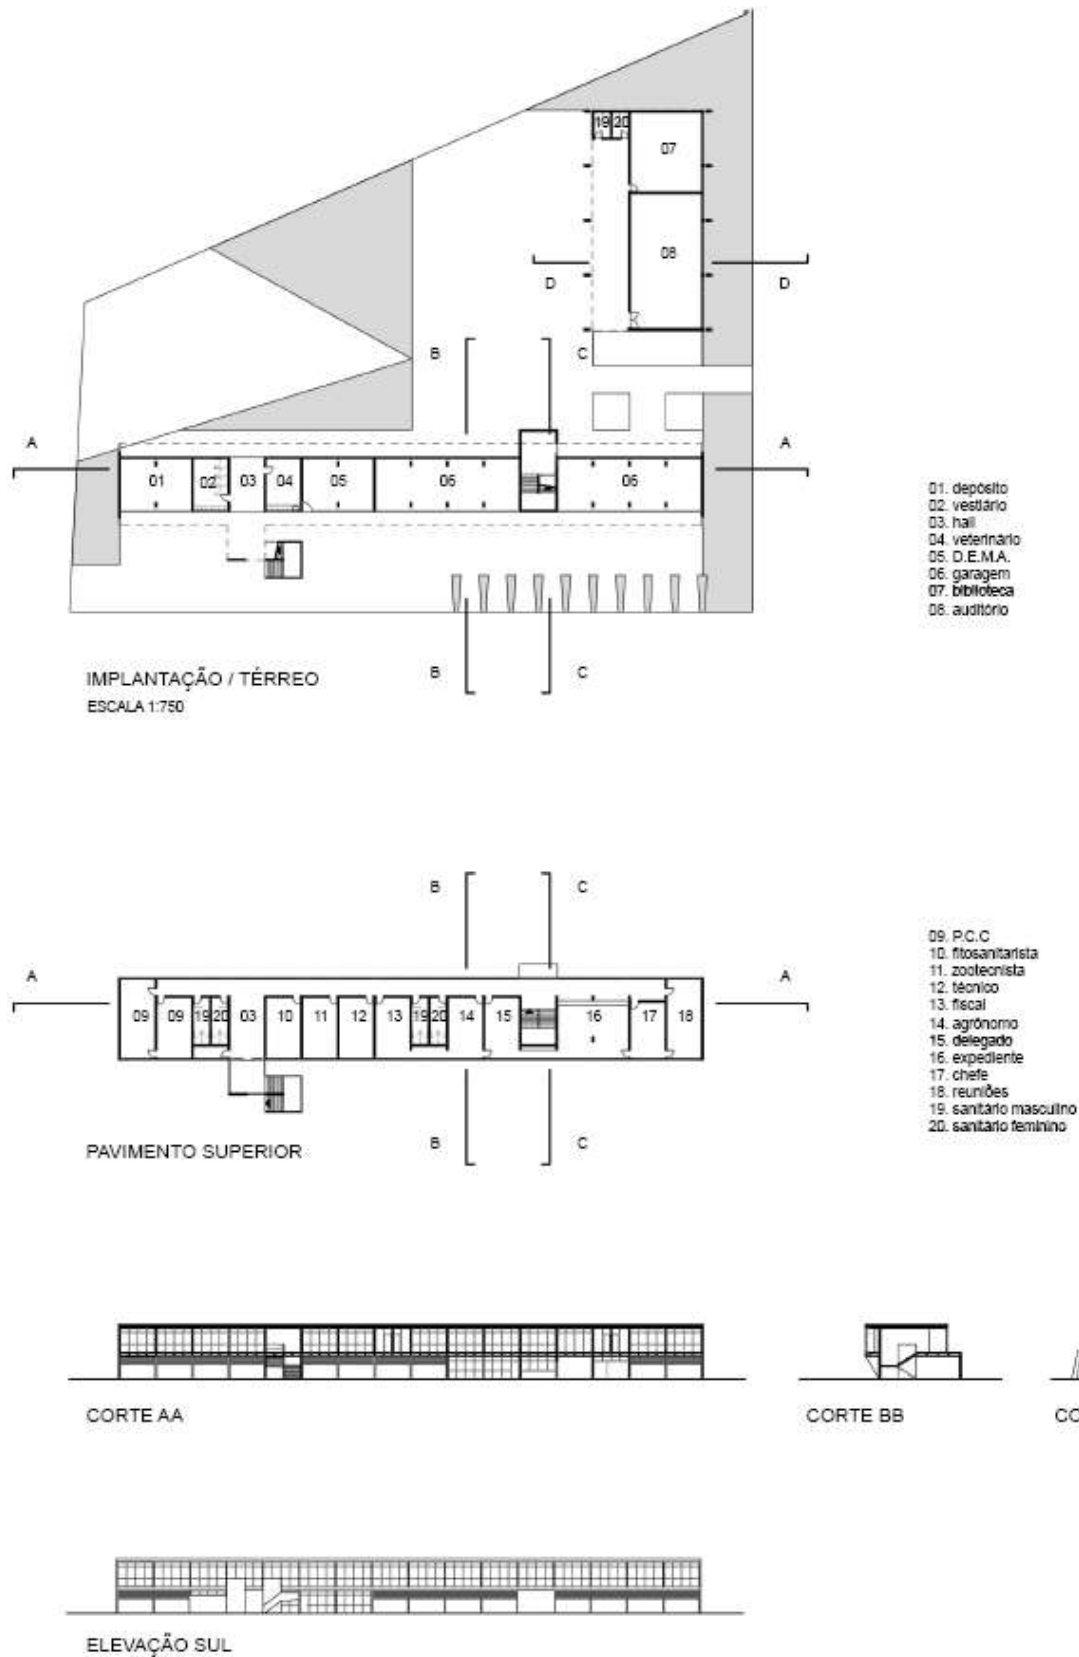 19 20
07
08
D D
B C
A A
01 02 03 04 05 06 06
01. depósito
02. vestiário
03. hall
04. veterinário
05. D.E.M.A.
06. garagem
07. biblioteca
08. auditório
B C
IMPLANTAÇÃO / TÉRREO
ESCALA 1:750
B C
A A
09 09 19 20 03 10 11 12 13 19 20 14 15 16 17 18
09. P.C.C
10. fitosanitarista
11. zootecnista
12. técnico
13. fiscal
14. agrônomo
15. delegado
16. expediente
17. chefe
18. reuniões
19. sanitário masculino
20. sanitário feminino
B C
PAVIMENTO SUPERIOR
CORTE AA
CORTE BB
CO
ELEVAÇÃO SUL